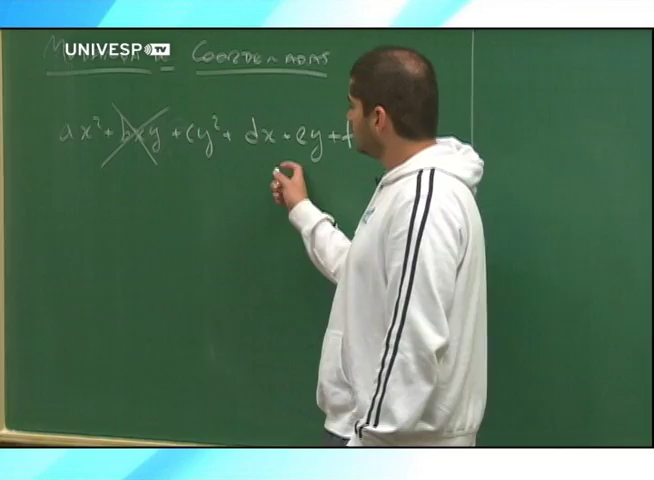 UNIVESP TV
COORDENADAS
ax² + bxy + cy² + dx + ey + f